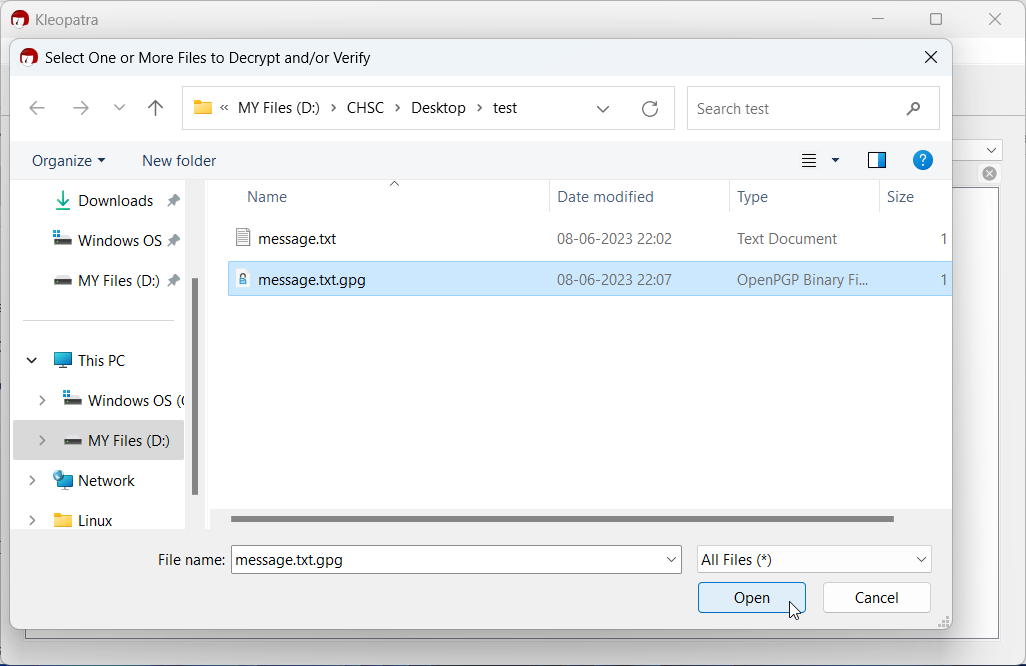 Kleopatra
Select One or More Files to Decrypt and/or Verify
« MY Files (D:) > CHSC > Desktop > test
Search test
Organize
New folder
?
Downloads
Windows OS
MY Files (D:)
This PC
Windows OS (
MY Files (D:)
Network
Linux
Name Date modified Type Size
message.txt 08-06-2023 22:02 Text Document 1
message.txt.gpg 08-06-2023 22:07 OpenPGP Binary Fi... 1
File name: message.txt.gpg All Files (*)
Open Cancel